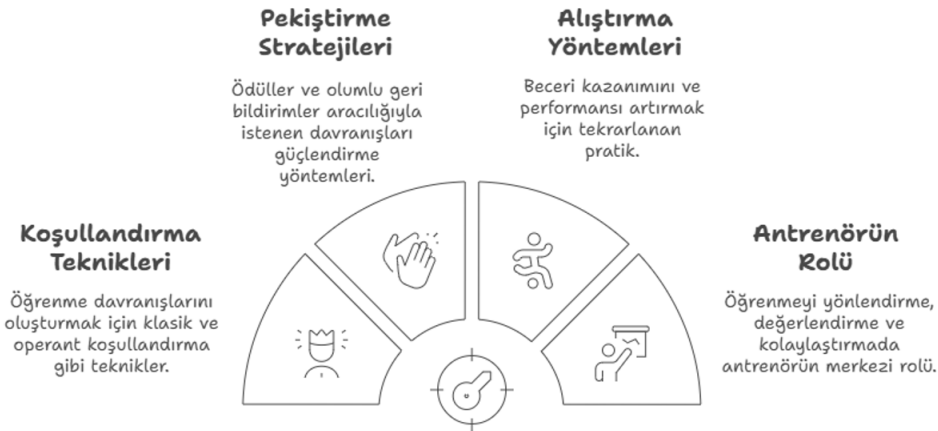 Pekiştirme
Stratejileri
Ödüller ve olumlu geri
bildirimler aracılığıyla
istenen davranışları
güçlendirme
yöntemleri.
Alıştırma
Yöntemleri
Beceri kazanımını ve
performansı artırmak
için tekrarlanan
pratik.
Koşullandırma
Teknikleri
Öğrenme davranışlarını
oluşturmak için klasik ve
operant koşullandırma
gibi teknikler.
Antrenörün
Rolü
Öğrenmeyi yönlendirme,
değerlendirme ve
kolaylaştırmada
antrenörün merkezi rolü.